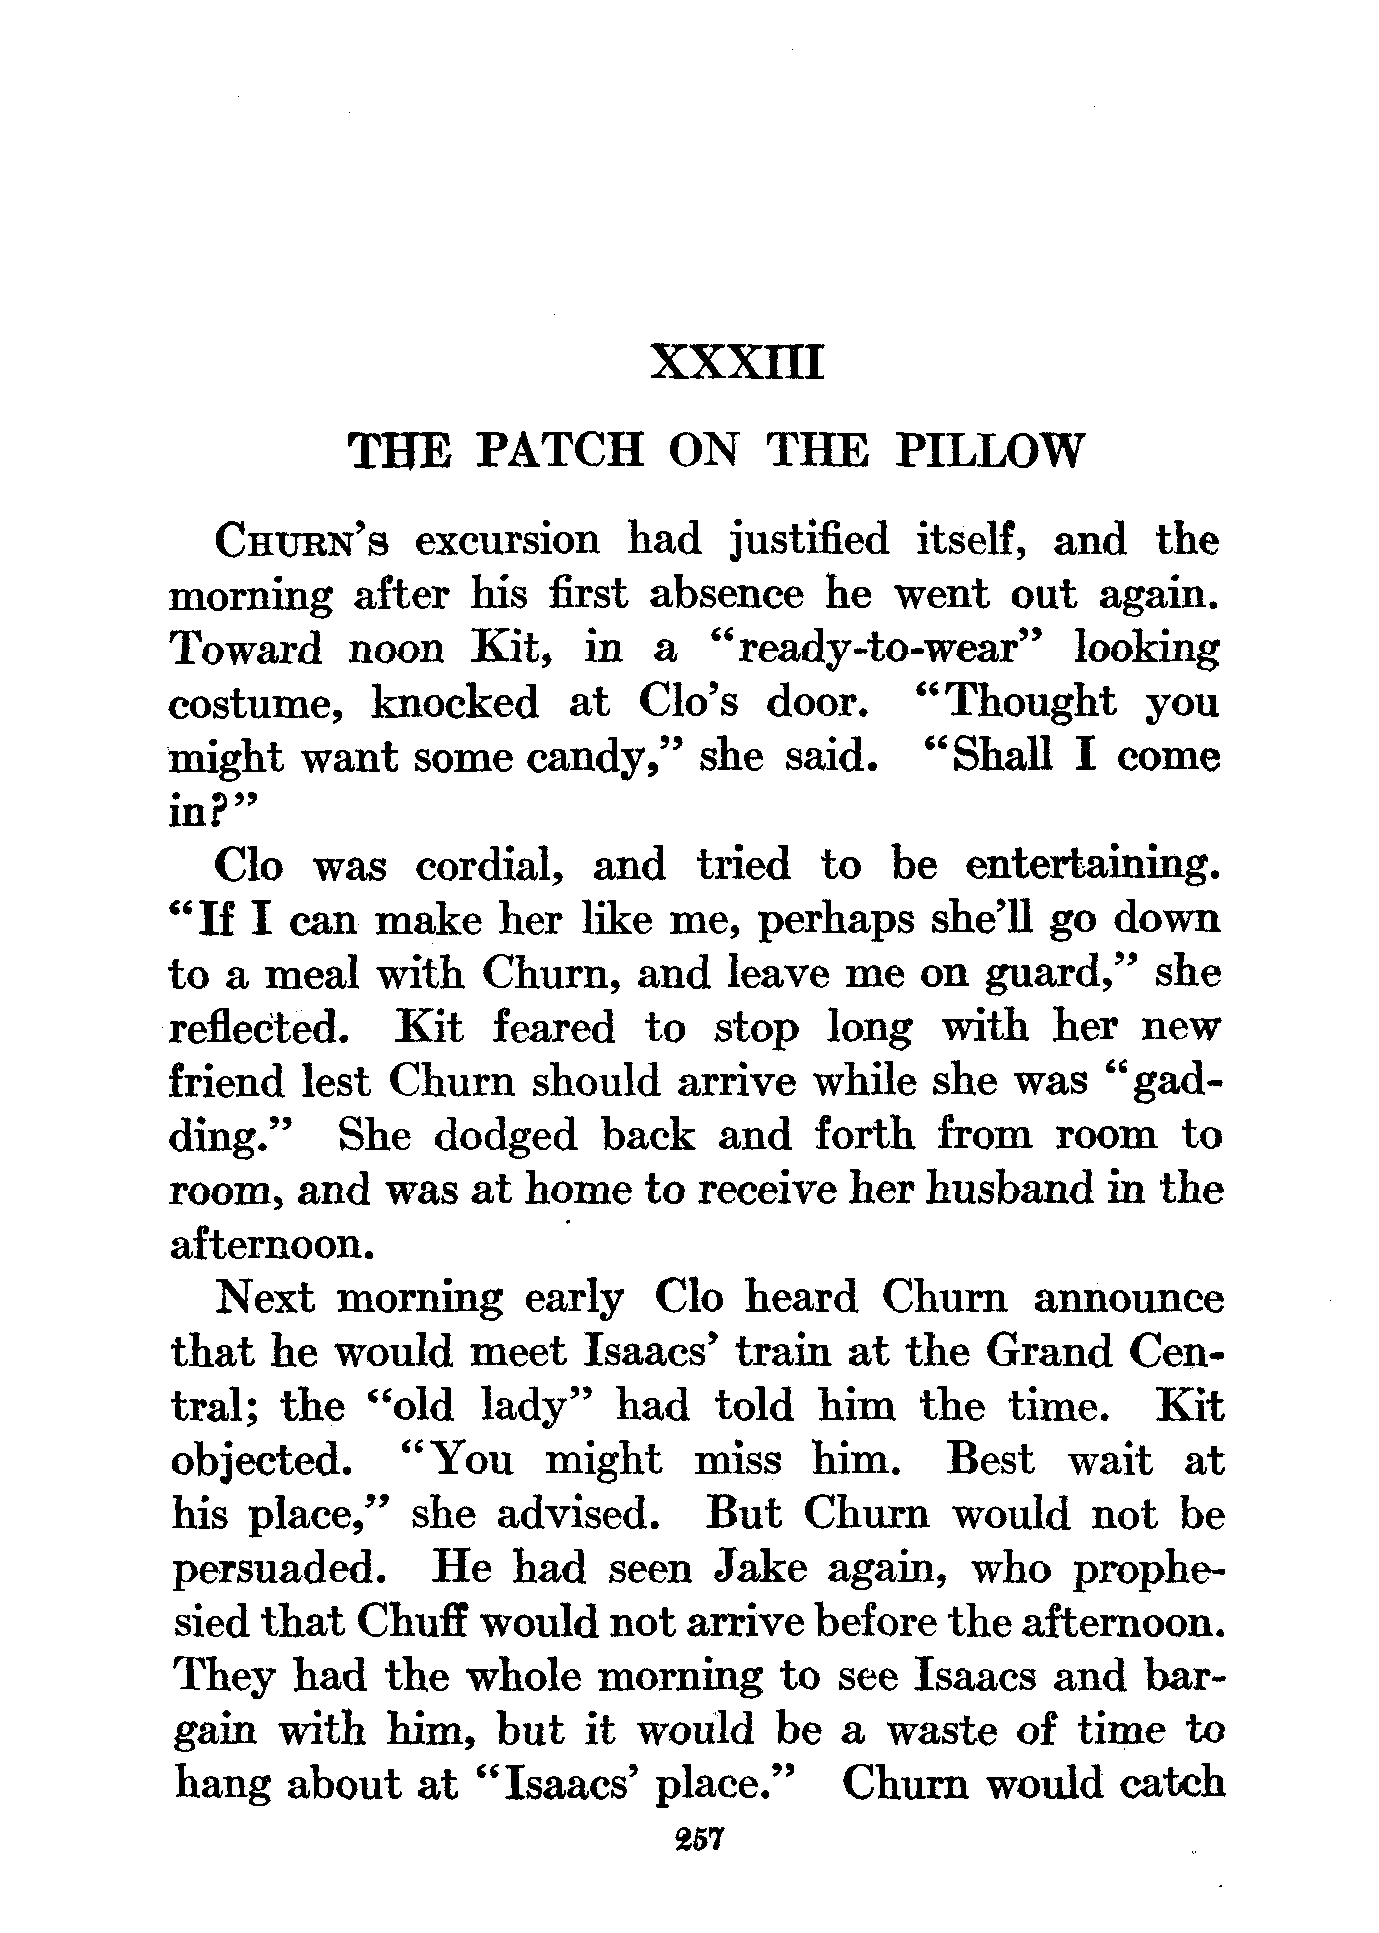 XXXIII
THE PATCH ON THE PILLOW
CHURN'S excursion had justified itself, and the
morning after his first absence he went out again.
Toward noon Kit, in a "ready-to-wear" looking
costume, knocked at Clo's door. "Thought you
might want some candy," she said. "Shall I come
in?"
Clo was cordial, and tried to be entertaining.
"If I can make her like me, perhaps she'll go down
to a meal with Churn, and leave me on guard," she
reflected. Kit feared to stop long with her new
friend lest Churn should arrive while she was "gad-
ding." She dodged back and forth from room to
room, and was at home to receive her husband in the
afternoon.
Next morning early Clo heard Churn announce
that he would meet Isaacs' train at the Grand Cen-
tral; the "old lady" had told him the time. Kit
objected. "You might miss him. Best wait at
his place," she advised. But Churn would not be
persuaded. He had seen Jake again, who prophe-
sied that Chuff would not arrive before the afternoon.
They had the whole morning to see Isaacs and bar-
gain with him, but it would be a waste of time to
hang about at "Isaacs' place." Churn would catch
257